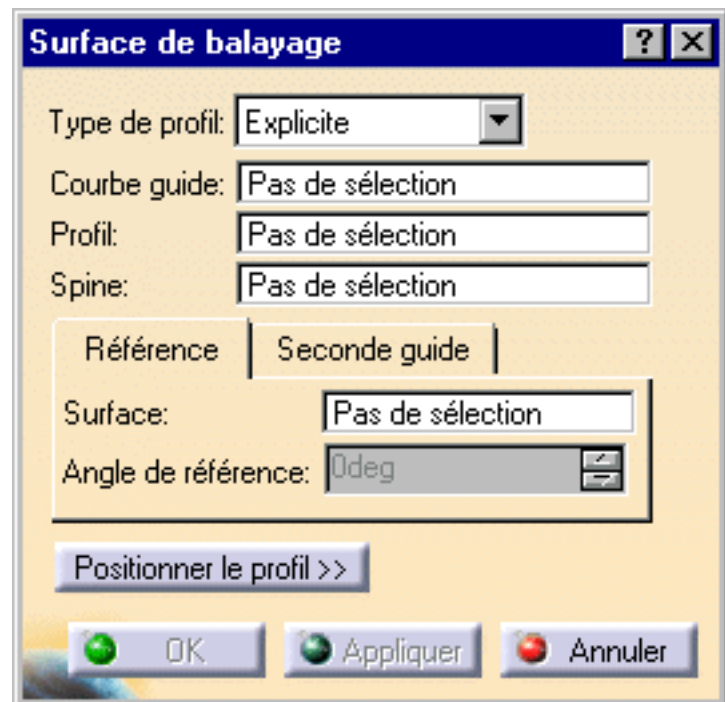 Surface de balayage
Type de profil: Explicite
Courbe guide: Pas de sélection
Profil: Pas de sélection
Spine: Pas de sélection
Référence Seconde guide
Surface: Pas de sélection
Angle de référence: 0deg
Positionner le profil >>
OK Appliquer Annuler